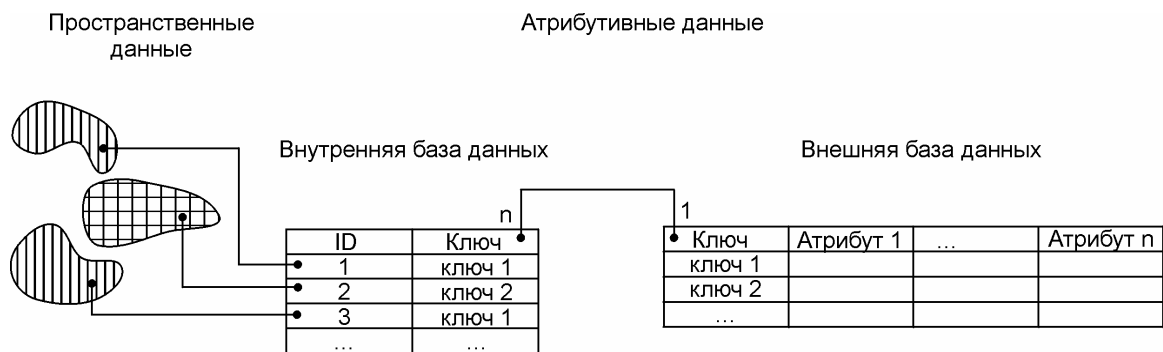 Пространственные
данные
Атрибутивные данные
Внутренняя база данных
Внешняя база данных
n
1
ID Ключ
1 ключ 1
2 ключ 2
3 ключ 1
... ...
Ключ Атрибут 1 ... Атрибут n
ключ 1
ключ 2
...